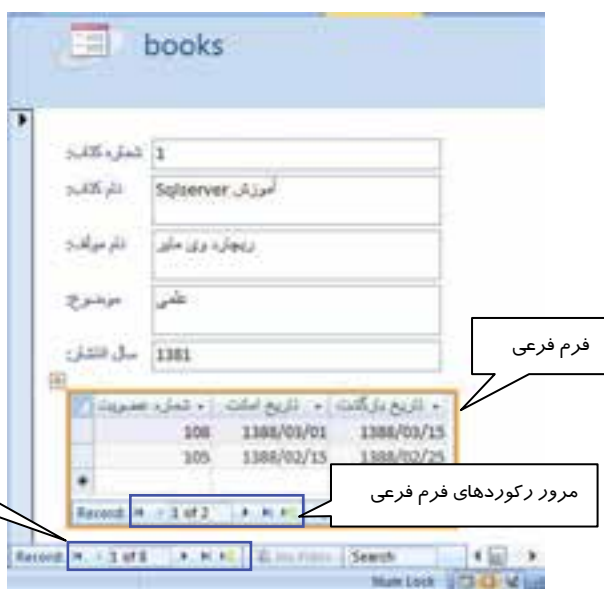 books
شماره کتاب: 1
نام کتاب: آموزش Sqlserver
نام مولف: ریچارد وی مایر
موضوع: علمی
سال انتشار: 1381
فرم فرعی
شماره عضویت تاریخ امانت تاریخ بازگشت
108 1388/03/01 1388/03/15
105 1388/02/15 1388/02/25
مرور رکوردهای فرم فرعی
Record: 1 of 2
Record: 1 of 8 No Filter Search
Num Lock